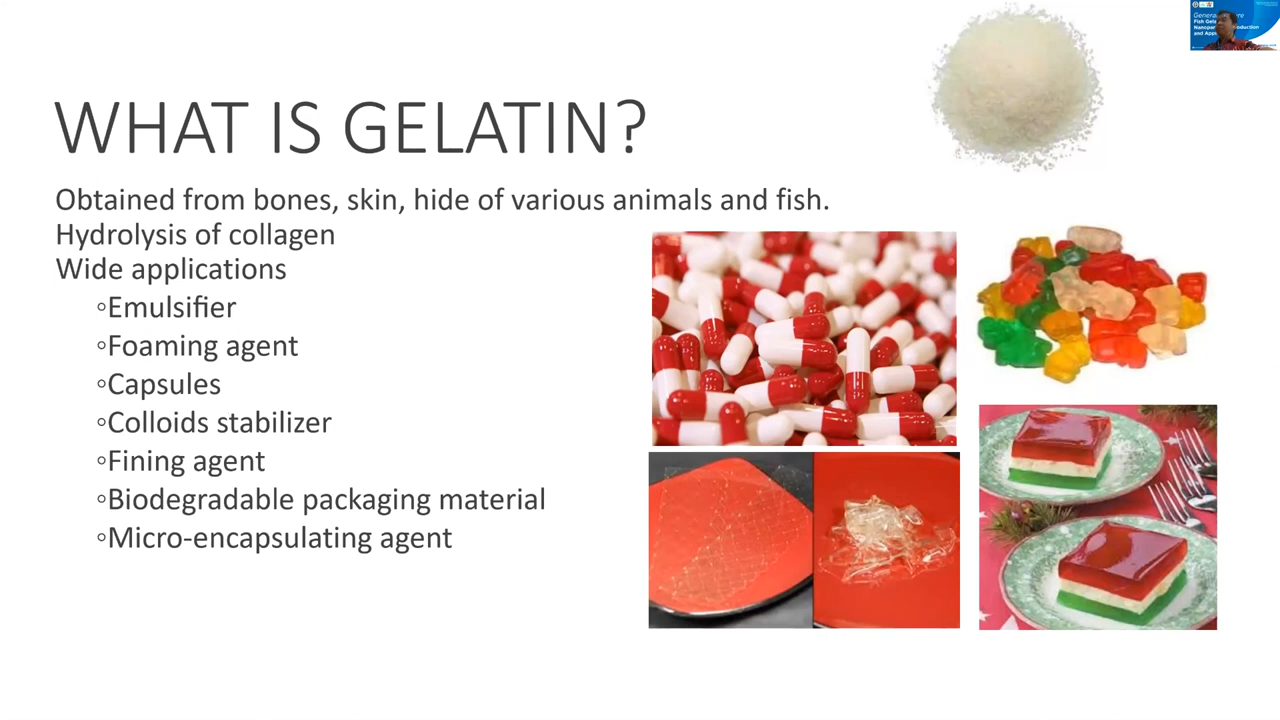 WHAT IS GELATIN?
Obtained from bones, skin, hide of various animals and fish.
Hydrolysis of collagen
Wide applications
◦Emulsifier
◦Foaming agent
◦Capsules
◦Colloids stabilizer
◦Fining agent
◦Biodegradable packaging material
◦Micro-encapsulating agent